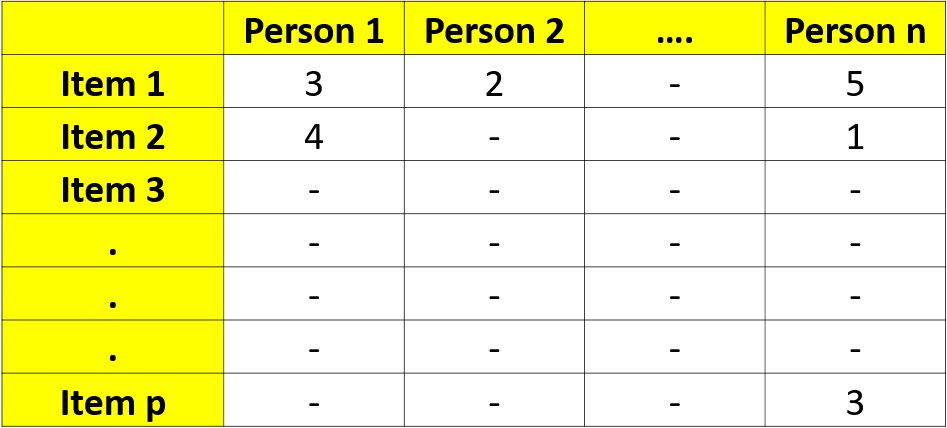 Person 1 Person 2 .... Person n
Item 1 3 2 - 5
Item 2 4 - - 1
Item 3 - - - -
. - - - -
. - - - -
. - - - -
Item p - - - 3